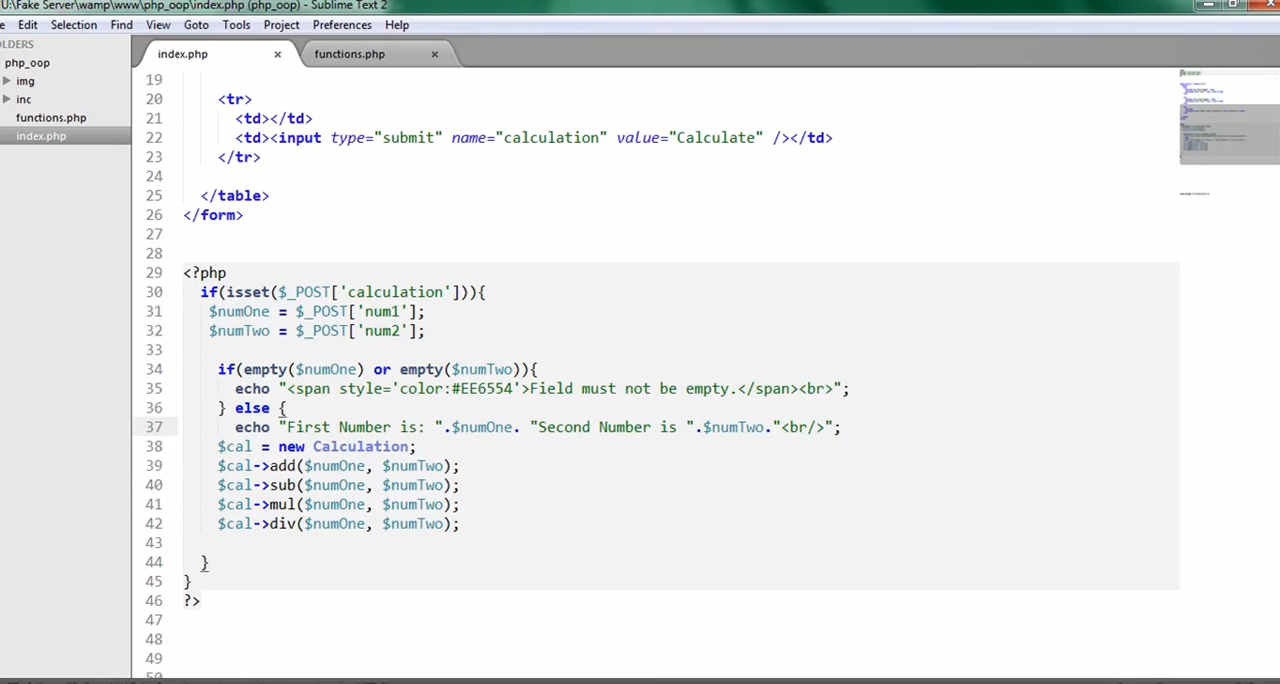 U:\Fake Server\wamp\www\php_oop\index.php (php_oop) - Sublime Text 2
e Edit Selection Find View Goto Tools Project Preferences Help
OLDERS
php_oop
img
inc
functions.php
index.php
index.php × functions.php ×
19
20 <tr>
21 <td></td>
22 <td><input type="submit" name="calculation" value="Calculate" /></td>
23 </tr>
24
25 </table>
26 </form>
27
28
29 <?php
30 if(isset($_POST['calculation'])){
31 $numOne = $_POST['num1'];
32 $numTwo = $_POST['num2'];
33
34 if(empty($numOne) or empty($numTwo)){
35 echo "<span style='color:#EE6554'>Field must not be empty.</span><br>";
36 } else {
37 echo "First Number is: ".$numOne. "Second Number is ".$numTwo."<br/>";
38 $cal = new Calculation;
39 $cal->add($numOne, $numTwo);
40 $cal->sub($numOne, $numTwo);
41 $cal->mul($numOne, $numTwo);
42 $cal->div($numOne, $numTwo);
43
44 }
45 }
46 ?>
47
48
49
50